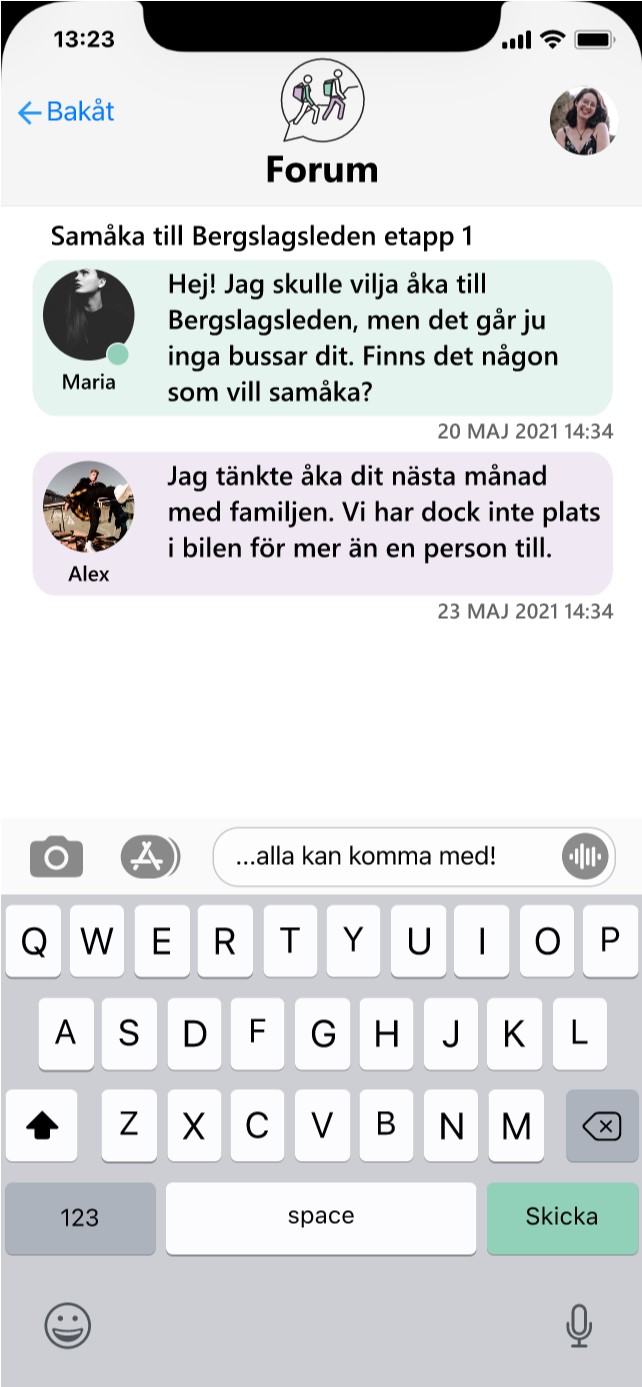 13:23
Bakåt
Forum
Samåka till Bergslagsleden etapp 1
Hej! Jag skulle vilja åka till
Bergslagsleden, men det går ju
inga bussar dit. Finns det någon
som vill samåka?
Maria
20 MAJ 2021 14:34
Jag tänkte åka dit nästa månad
med familjen. Vi har dock inte plats
i bilen för mer än en person till.
Alex
23 MAJ 2021 14:34
...alla kan komma med!
Q W E R T Y U I O P
A S D F G H J K L
Z X C V B N M
123 space Skicka